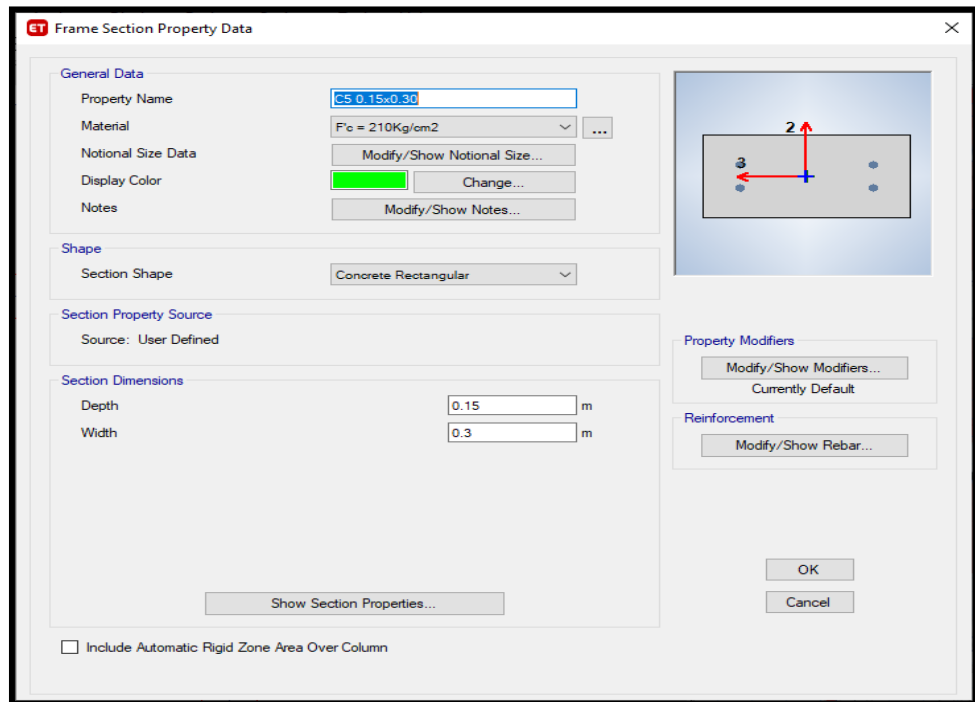 ET Frame Section Property Data
General Data
Property Name C5 0.15x0.30
Material F'c = 210Kg/cm2 ...
Notional Size Data Modify/Show Notional Size...
Display Color Change...
Notes Modify/Show Notes...
Shape
Section Shape Concrete Rectangular
Section Property Source
Source: User Defined
Section Dimensions
Depth 0.15 m
Width 0.3 m
Show Section Properties...
Include Automatic Rigid Zone Area Over Column
2
3
Property Modifiers
Modify/Show Modifiers...
Currently Default
Reinforcement
Modify/Show Rebar...
OK
Cancel